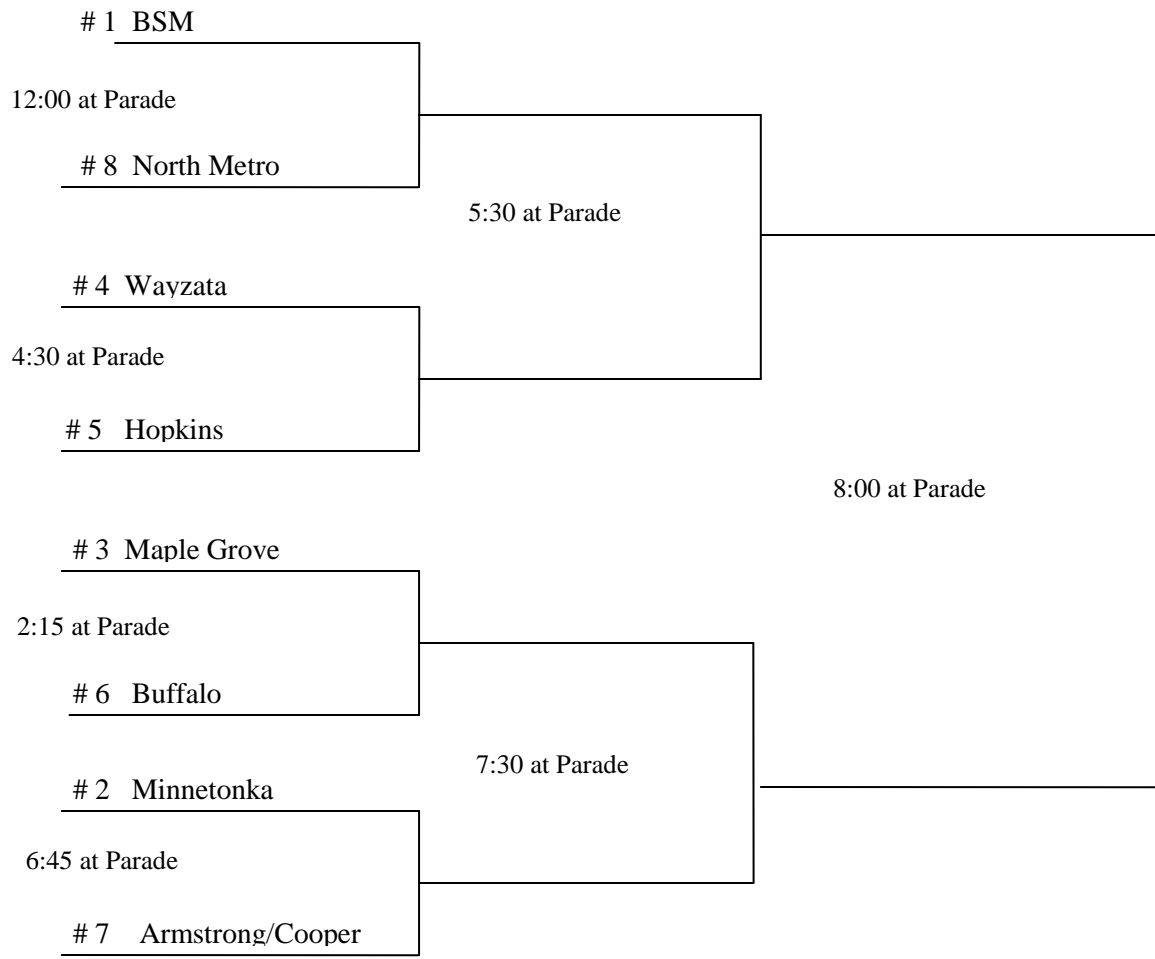 # 1 BSM
12:00 at Parade
# 8 North Metro
5:30 at Parade
# 4 Wayzata
4:30 at Parade
# 5 Hopkins
8:00 at Parade
# 3 Maple Grove
2:15 at Parade
# 6 Buffalo
7:30 at Parade
# 2 Minnetonka
6:45 at Parade
# 7 Armstrong/Cooper